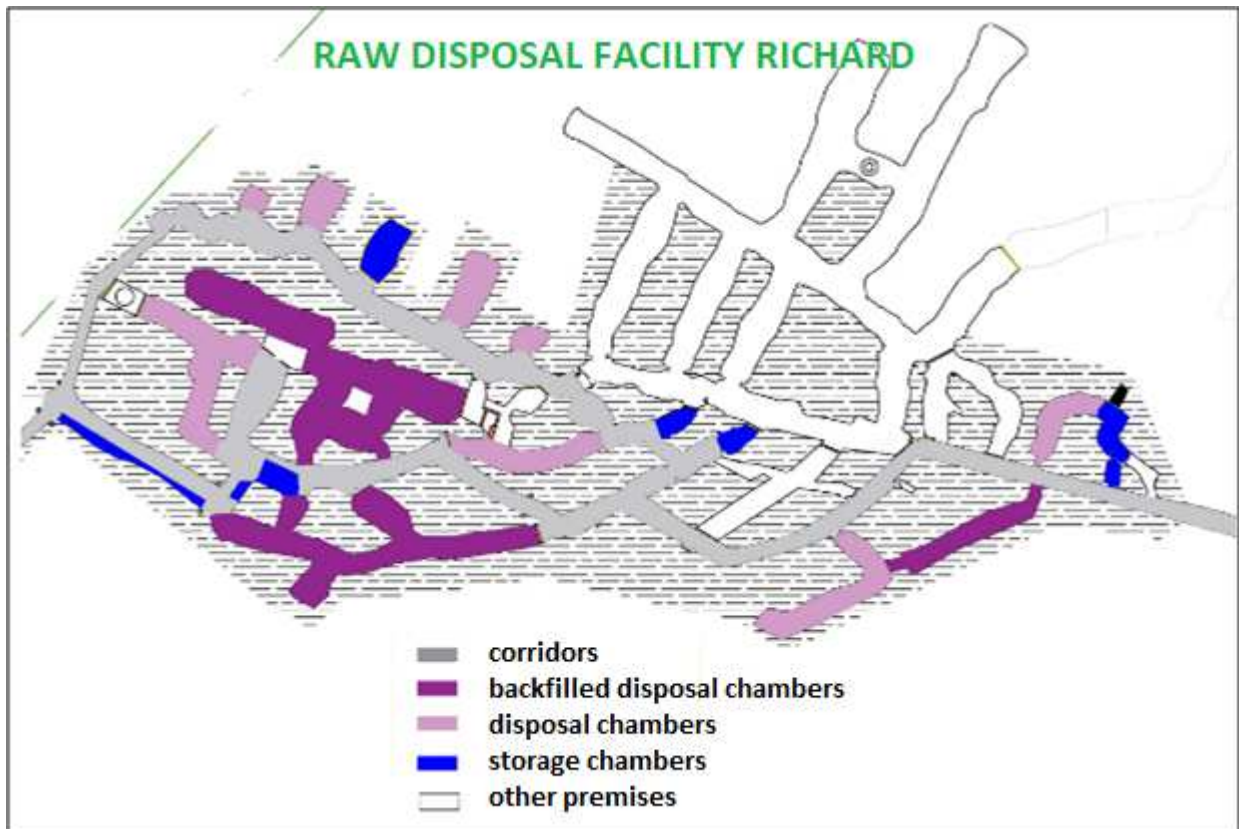 RAW DISPOSAL FACILITY RICHARD
corridors
backfilled disposal chambers
disposal chambers
storage chambers
other premises